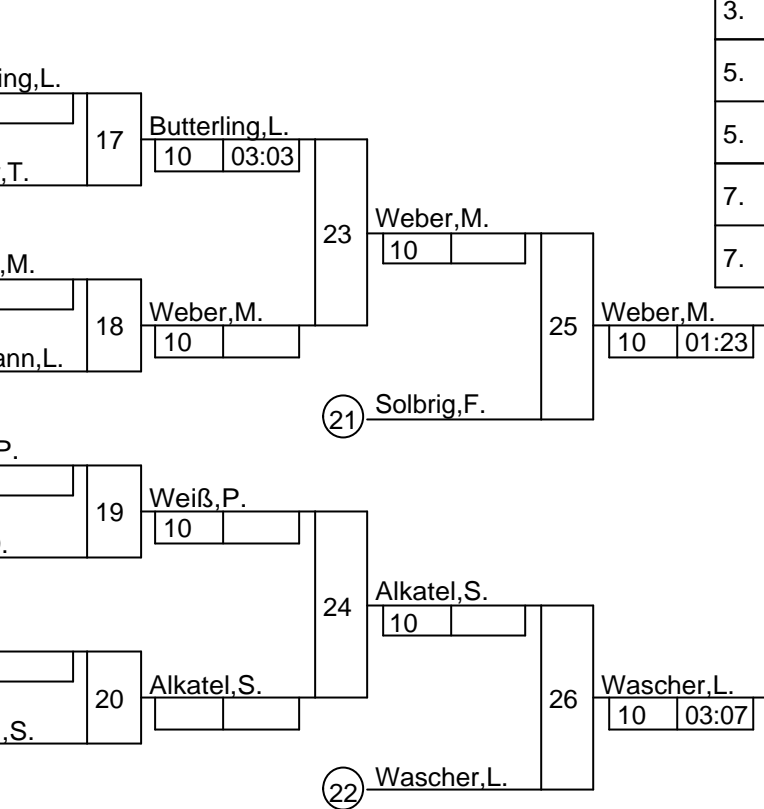 3.
5.
5.
7.
7.
ing,L.
17
Butterling,L.
10 03:03
,T.
23
Weber,M.
10
,M.
18
Weber,M.
10
ann,L.
25
Weber,M.
10 01:23
21 Solbrig,F.
P.
19
Weiß,P.
10
24
Alkatel,S.
10
20
Alkatel,S.
,S.
26
Wascher,L.
10 03:07
22 Wascher,L.